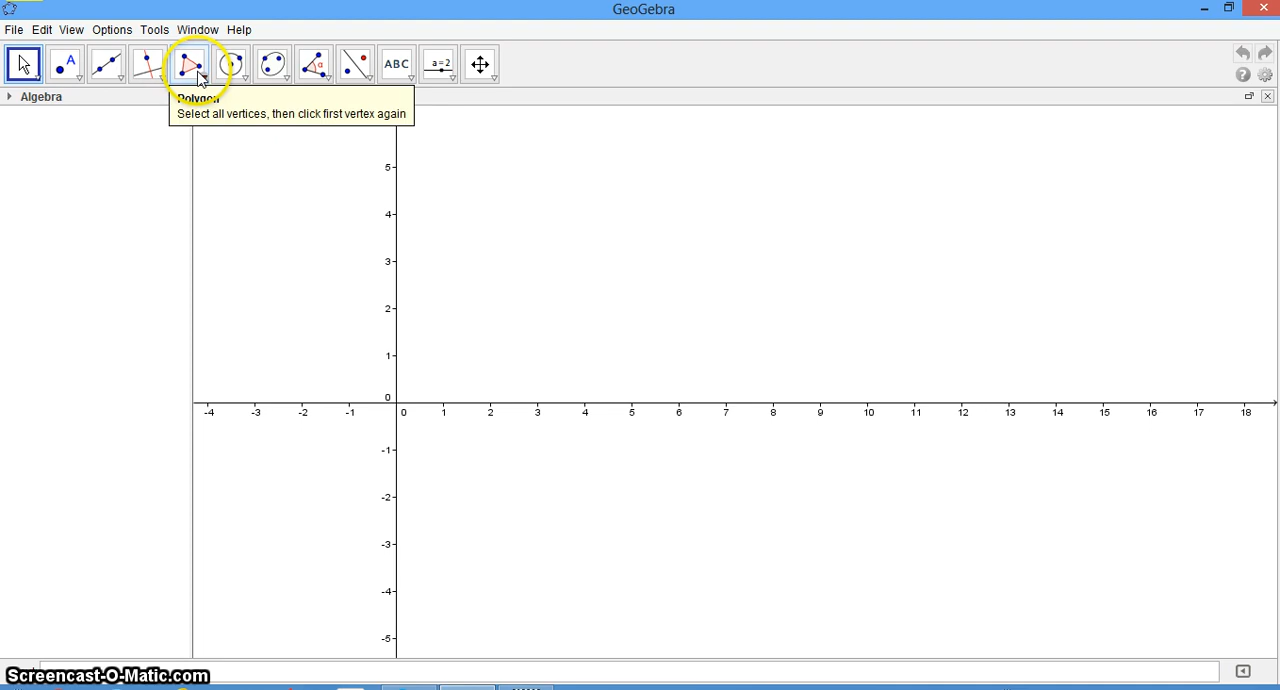 GeoGebra
File Edit View Options Tools Window Help
A
α
ABC
a=2
Algebra
Polygon
Select all vertices, then click first vertex again
5
4
3
2
1
0
-4 -3 -2 -1 0 1 2 3 4 5 6 7 8 9 10 11 12 13 14 15 16 17 18
-1
-2
-3
-4
-5
Screencast-O-Matic.com